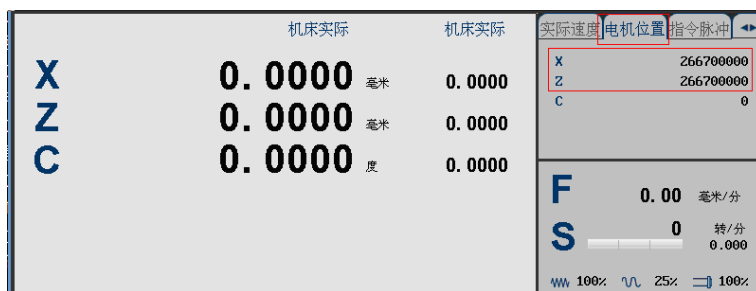 机床实际 机床实际
X 0.0000 毫米 0.0000
Z 0.0000 毫米 0.0000
C 0.0000 度 0.0000
实际速度 电机位置 指令脉冲
X 266700000
Z 266700000
C 0
F 0.00 毫米/分
S 0 转/分
0.000
100% 25% 100%